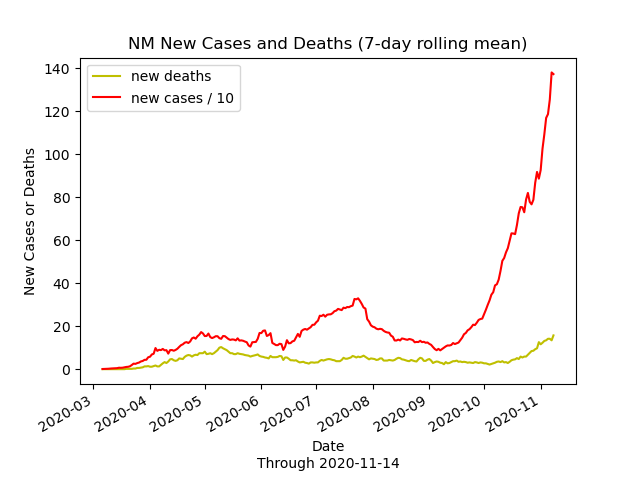 NM New Cases and Deaths (7-day rolling mean)
new deaths
new cases / 10
140
120
100
80
60
40
20
0
New Cases or Deaths
2020-03
2020-04
2020-05
2020-06
2020-07
2020-08
2020-09
2020-10
2020-11
Date
Through 2020-11-14